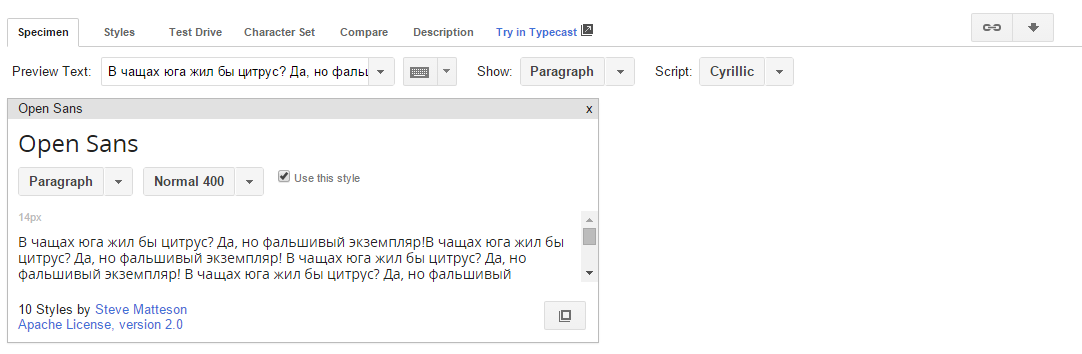 Specimen Styles Test Drive Character Set Compare Description Try in Typecast
Preview Text: В чащах юга жил бы цитрус? Да, но фаль Show: Paragraph Script: Cyrillic
Open Sans x
Open Sans
Paragraph Normal 400 Use this style
14px
В чащах юга жил бы цитрус? Да, но фальшивый экземпляр!В чащах юга жил бы
цитрус? Да, но фальшивый экземпляр! В чащах юга жил бы цитрус? Да, но
фальшивый экземпляр! В чащах юга жил бы цитрус? Да, но фальшивый
10 Styles by Steve Matteson
Apache License, version 2.0